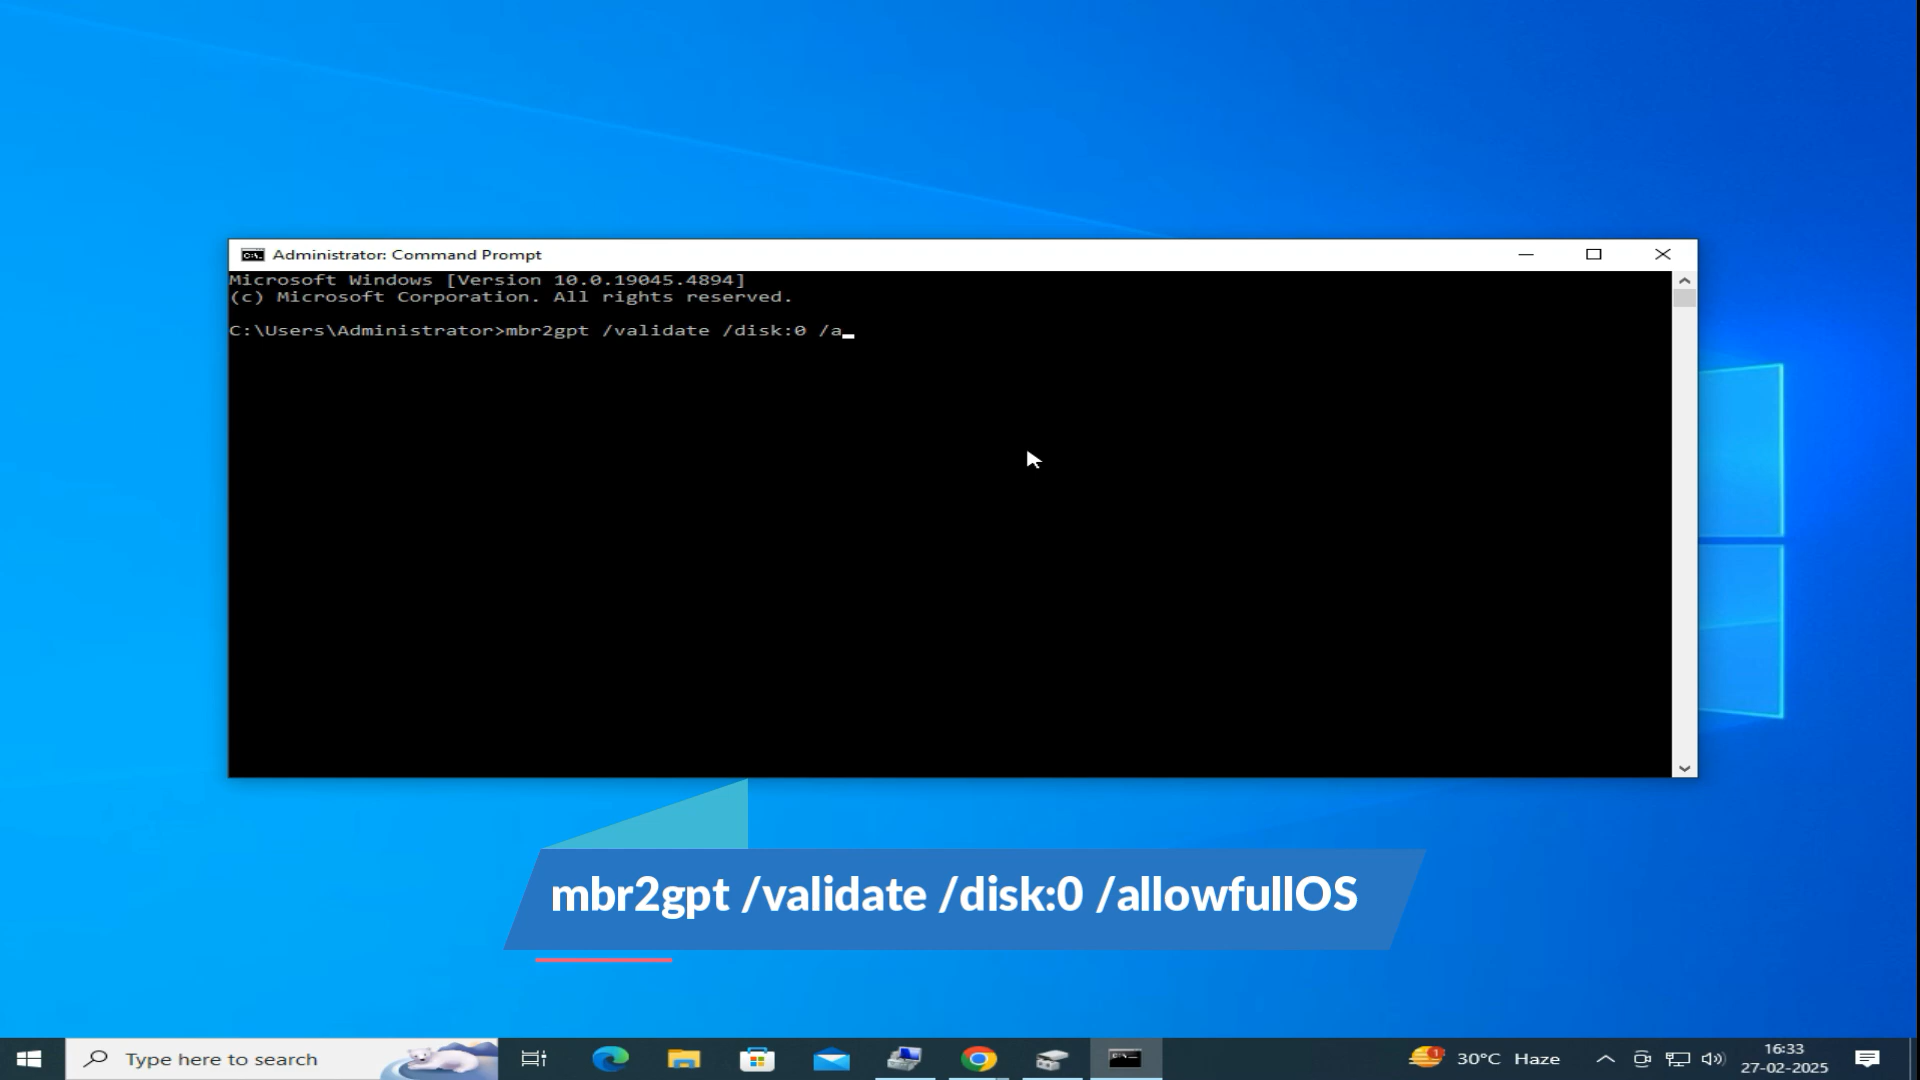 Administrator: Command Prompt
Microsoft Windows [Version 10.0.19045.4894]
(c) Microsoft Corporation. All rights reserved.
C:\Users\Administrator>mbr2gpt /validate /disk:0 /a
mbr2gpt /validate /disk:0 /allowfullOS
Type here to search
1
30°C Haze
16:33
27-02-2025